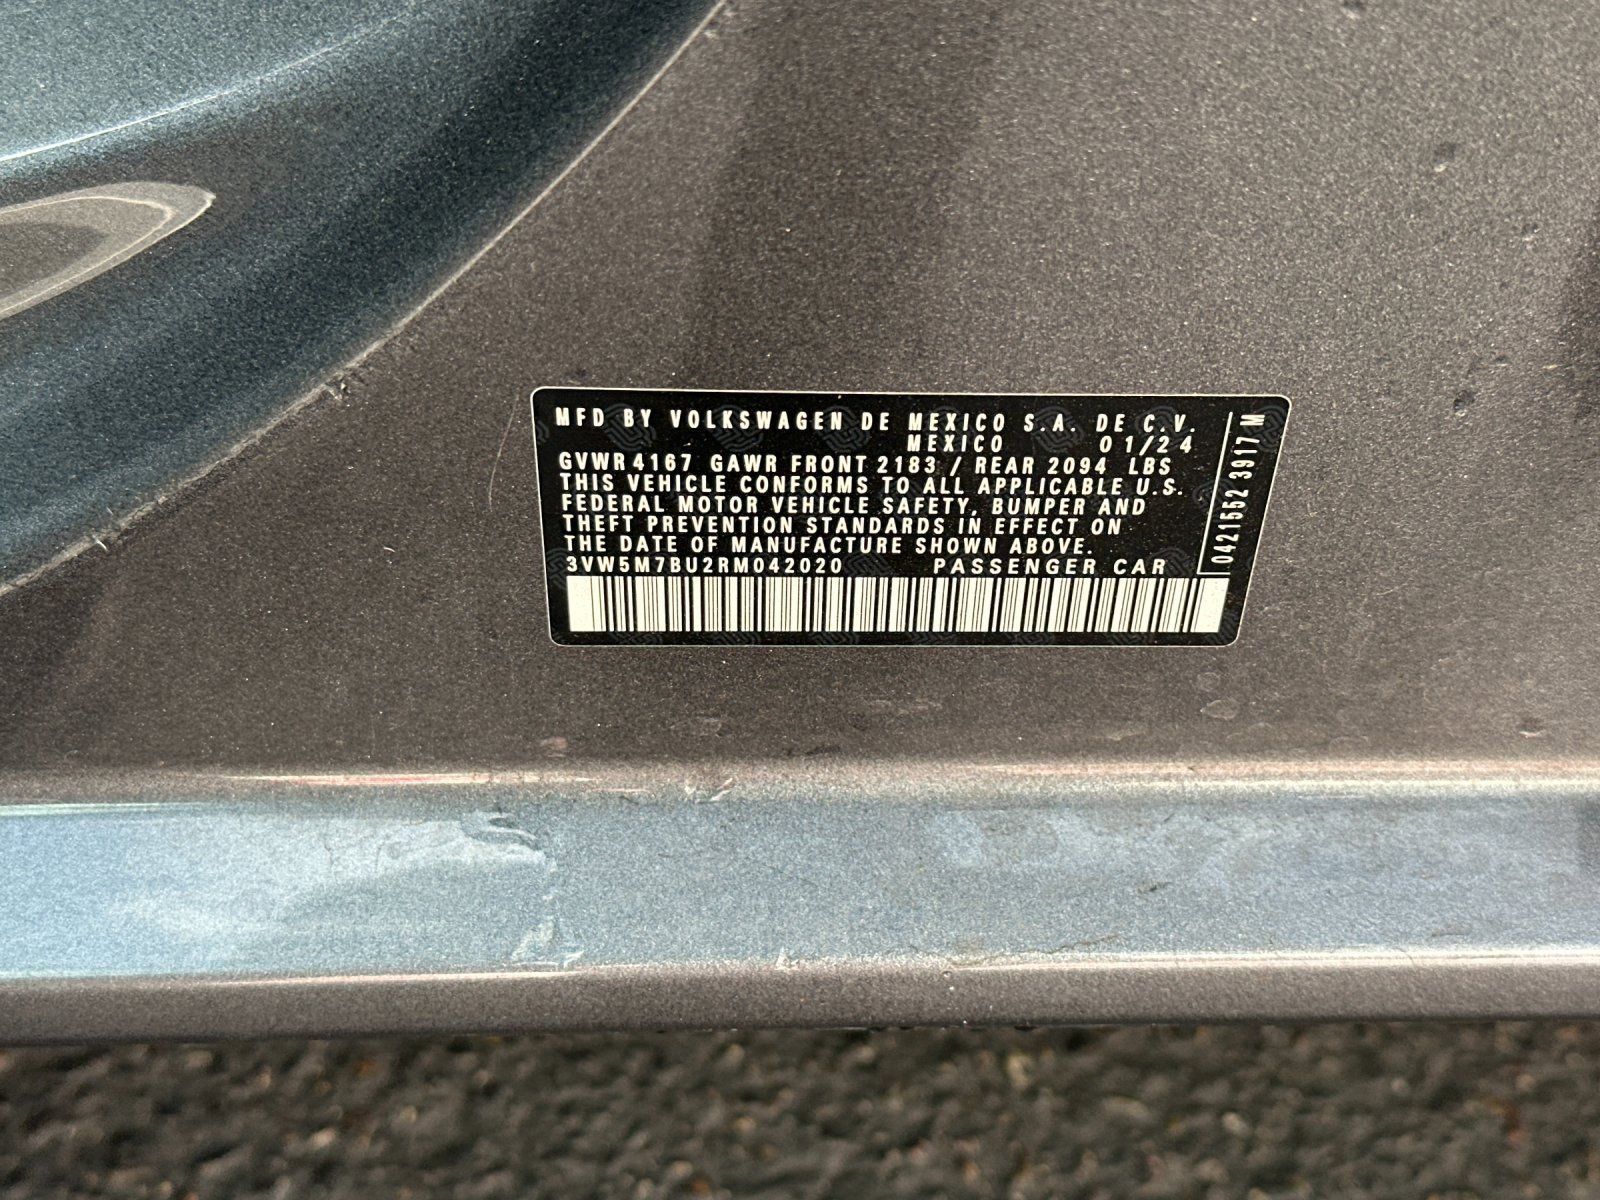 MFD BY VOLKSWAGEN DE MEXICO S.A. DE C.V.
MEXICO 01/24
GVWR 4167 GAWR FRONT 2183 / REAR 2094 LBS
THIS VEHICLE CONFORMS TO ALL APPLICABLE U.S.
FEDERAL MOTOR VEHICLE SAFETY, BUMPER AND
THEFT PREVENTION STANDARDS IN EFFECT ON
THE DATE OF MANUFACTURE SHOWN ABOVE.
3VW5M7BU2RM042020 PASSENGER CAR
0421552 3917 M